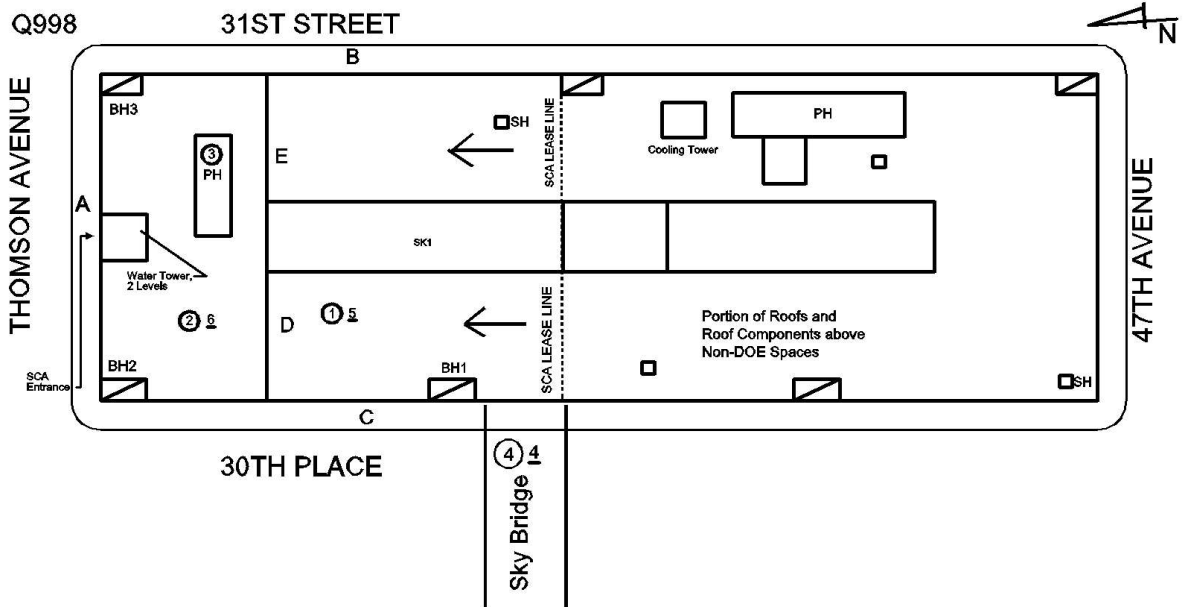 Q998
31ST STREET
N
B
THOMSON AVENUE
BH3
SH
PH
Cooling Tower
3
PH
E
SCA LEASE LINE
A
47TH AVENUE
SK1
Water Tower,
2 Levels
2 6
D
1 5
SCA LEASE LINE
Portion of Roofs and
Roof Components above
Non-DOE Spaces
BH2
BH1
SH
SCA
Entrance
C
30TH PLACE
4 4
Sky Bridge